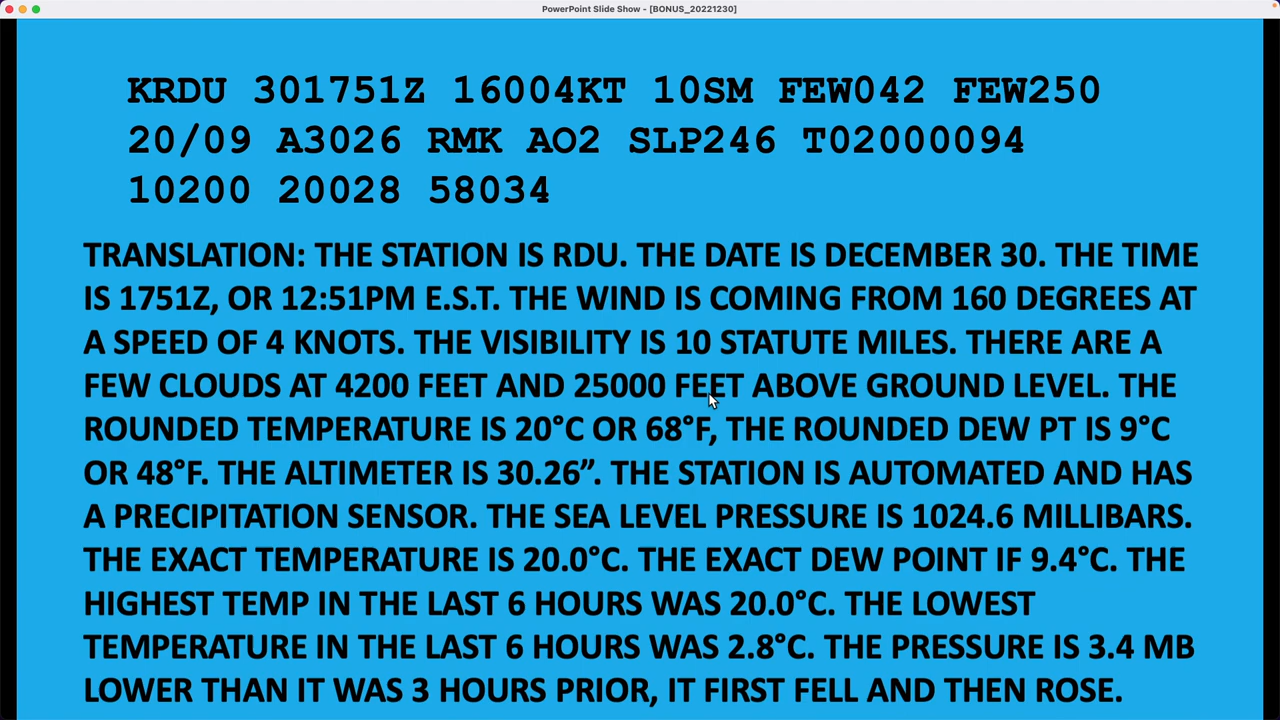 PowerPoint Slide Show - [BONUS_20221230]
KRDU 301751Z 16004KT 10SM FEW042 FEW250
20/09 A3026 RMK AO2 SLP246 T02000094
10200 20028 58034
TRANSLATION: THE STATION IS RDU. THE DATE IS DECEMBER 30. THE TIME
IS 1751Z, OR 12:51PM E.S.T. THE WIND IS COMING FROM 160 DEGREES AT
A SPEED OF 4 KNOTS. THE VISIBILITY IS 10 STATUTE MILES. THERE ARE A
FEW CLOUDS AT 4200 FEET AND 25000 FEET ABOVE GROUND LEVEL. THE
ROUNDED TEMPERATURE IS 20°C OR 68°F, THE ROUNDED DEW PT IS 9°C
OR 48°F. THE ALTIMETER IS 30.26”. THE STATION IS AUTOMATED AND HAS
A PRECIPITATION SENSOR. THE SEA LEVEL PRESSURE IS 1024.6 MILLIBARS.
THE EXACT TEMPERATURE IS 20.0°C. THE EXACT DEW POINT IF 9.4°C. THE
HIGHEST TEMP IN THE LAST 6 HOURS WAS 20.0°C. THE LOWEST
TEMPERATURE IN THE LAST 6 HOURS WAS 2.8°C. THE PRESSURE IS 3.4 MB
LOWER THAN IT WAS 3 HOURS PRIOR, IT FIRST FELL AND THEN ROSE.